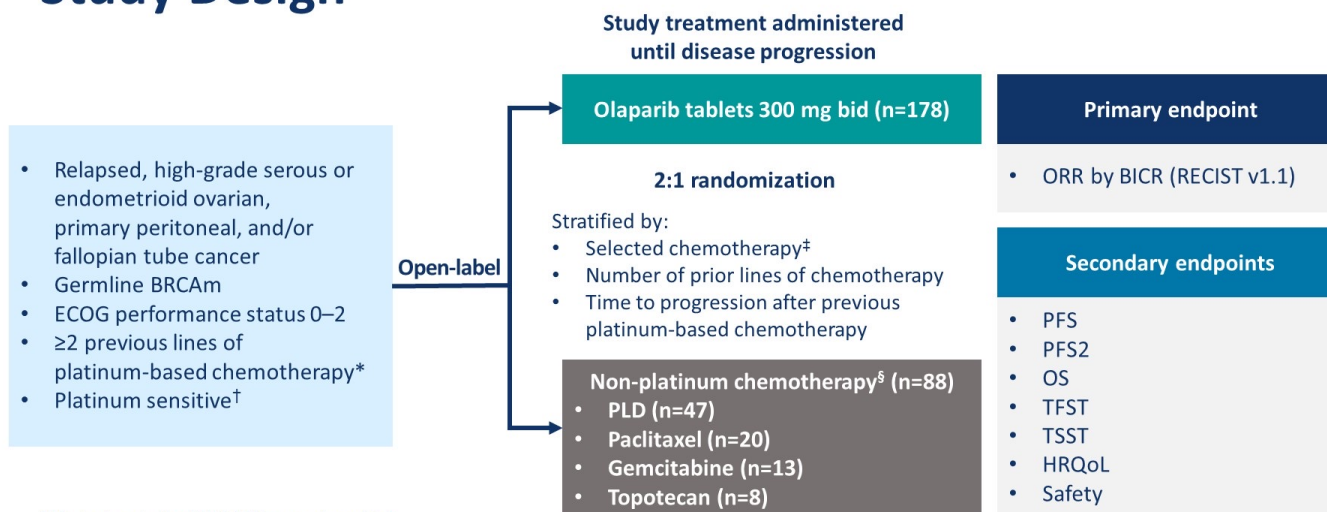 Study Design
Study treatment administered
until disease progression
• Relapsed, high-grade serous or
endometrioid ovarian,
primary peritoneal, and/or
fallopian tube cancer
• Germline BRCAm
• ECOG performance status 0–2
• ≥2 previous lines of
platinum-based chemotherapy*
• Platinum sensitive†
Open-label
Olaparib tablets 300 mg bid (n=178)
2:1 randomization
Stratified by:
• Selected chemotherapy‡
• Number of prior lines of chemotherapy
• Time to progression after previous
platinum-based chemotherapy
Non-platinum chemotherapy§ (n=88)
• PLD (n=47)
• Paclitaxel (n=20)
• Gemcitabine (n=13)
• Topotecan (n=8)
Primary endpoint
• ORR by BICR (RECIST v1.1)
Secondary endpoints
• PFS
• PFS2
• OS
• TFST
• TSST
• HRQoL
• Safety